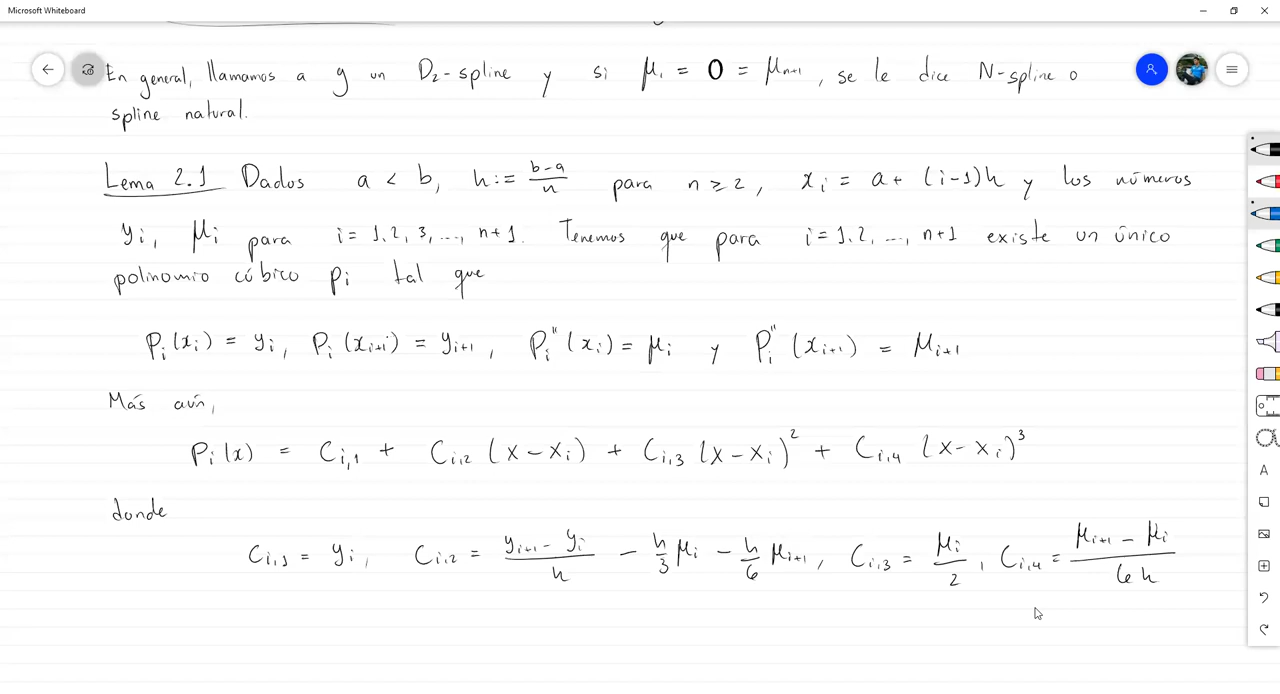 Microsoft Whiteboard
En general, llamamos a g un D₂-spline y si μ₁ = 0 = μₙ₊₁, se le dice N-spline o
spline natural.
Lema 2.1 Dados a < b, h := (b-a)/n para n ≥ 2, xᵢ = a + (i-1)h y los números
yᵢ, μᵢ para i = 1, 2, 3, ..., n+1. Tenemos que para i = 1, 2, ..., n+1 existe un único
polinomio cúbico pᵢ tal que
Pᵢ(xᵢ) = yᵢ, Pᵢ(xᵢ₊₁) = yᵢ₊₁, Pᵢ''(xᵢ) = μᵢ y Pᵢ''(xᵢ₊₁) = μᵢ₊₁
Más aún,
Pᵢ(x) = Cᵢ,₁ + Cᵢ,₂ (x-xᵢ) + Cᵢ,₃ (x-xᵢ)² + Cᵢ,₄ (x-xᵢ)³
donde
Cᵢ,₁ = yᵢ, Cᵢ,₂ = (yᵢ₊₁ - yᵢ)/h - h/3 μᵢ - h/6 μᵢ₊₁, Cᵢ,₃ = μᵢ/2, Cᵢ,₄ = (μᵢ₊₁ - μᵢ)/6h